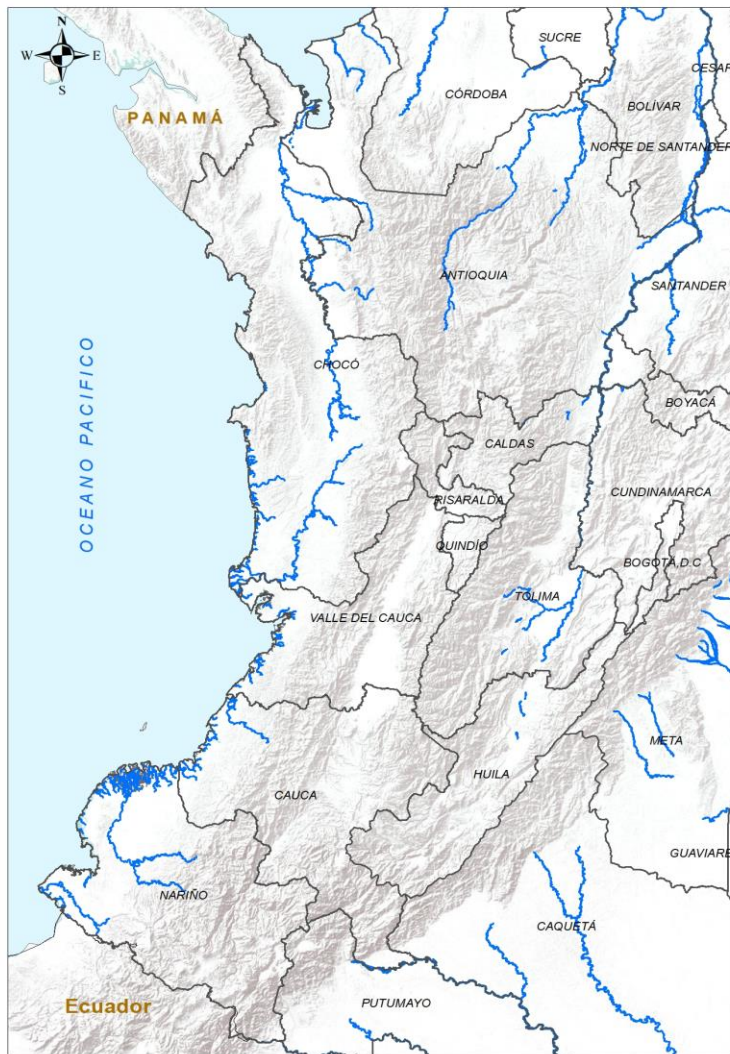 N
W E
S
SUCRE
CESAR
CÓRDOBA
BOLÍVAR
PANAMÁ
NORTE DE SANTANDER
ANTIOQUIA
SANTANDER
OCEANO PACIFICO
CHOCÓ
BOYACÁ
CALDAS
CUNDINAMARCA
RISARALDA
QUINDÍO
BOGOTÁ,D.C
TOLIMA
VALLE DEL CAUCA
META
HUILA
CAUCA
GUAVIARE
NARIÑO
CAQUETÁ
PUTUMAYO
Ecuador